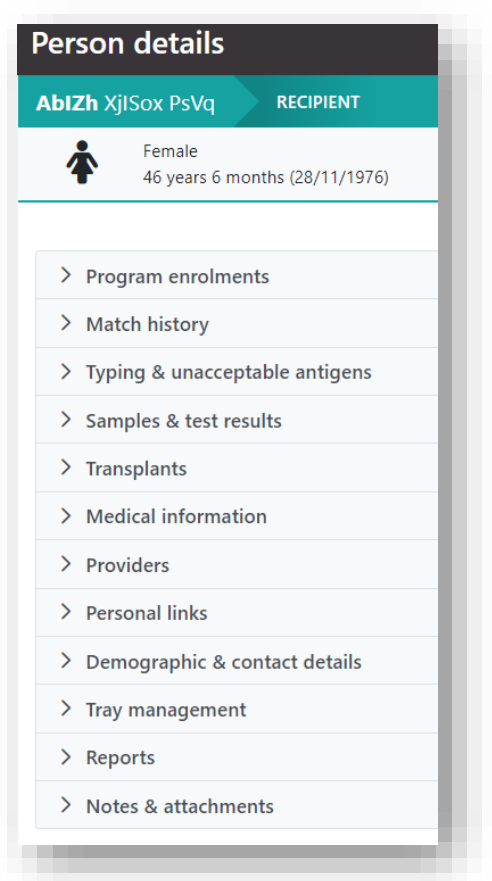 Person details
AbIZh XjISox PsVq RECIPIENT
Female
46 years 6 months (28/11/1976)
Program enrolments
Match history
Typing & unacceptable antigens
Samples & test results
Transplants
Medical information
Providers
Personal links
Demographic & contact details
Tray management
Reports
Notes & attachments